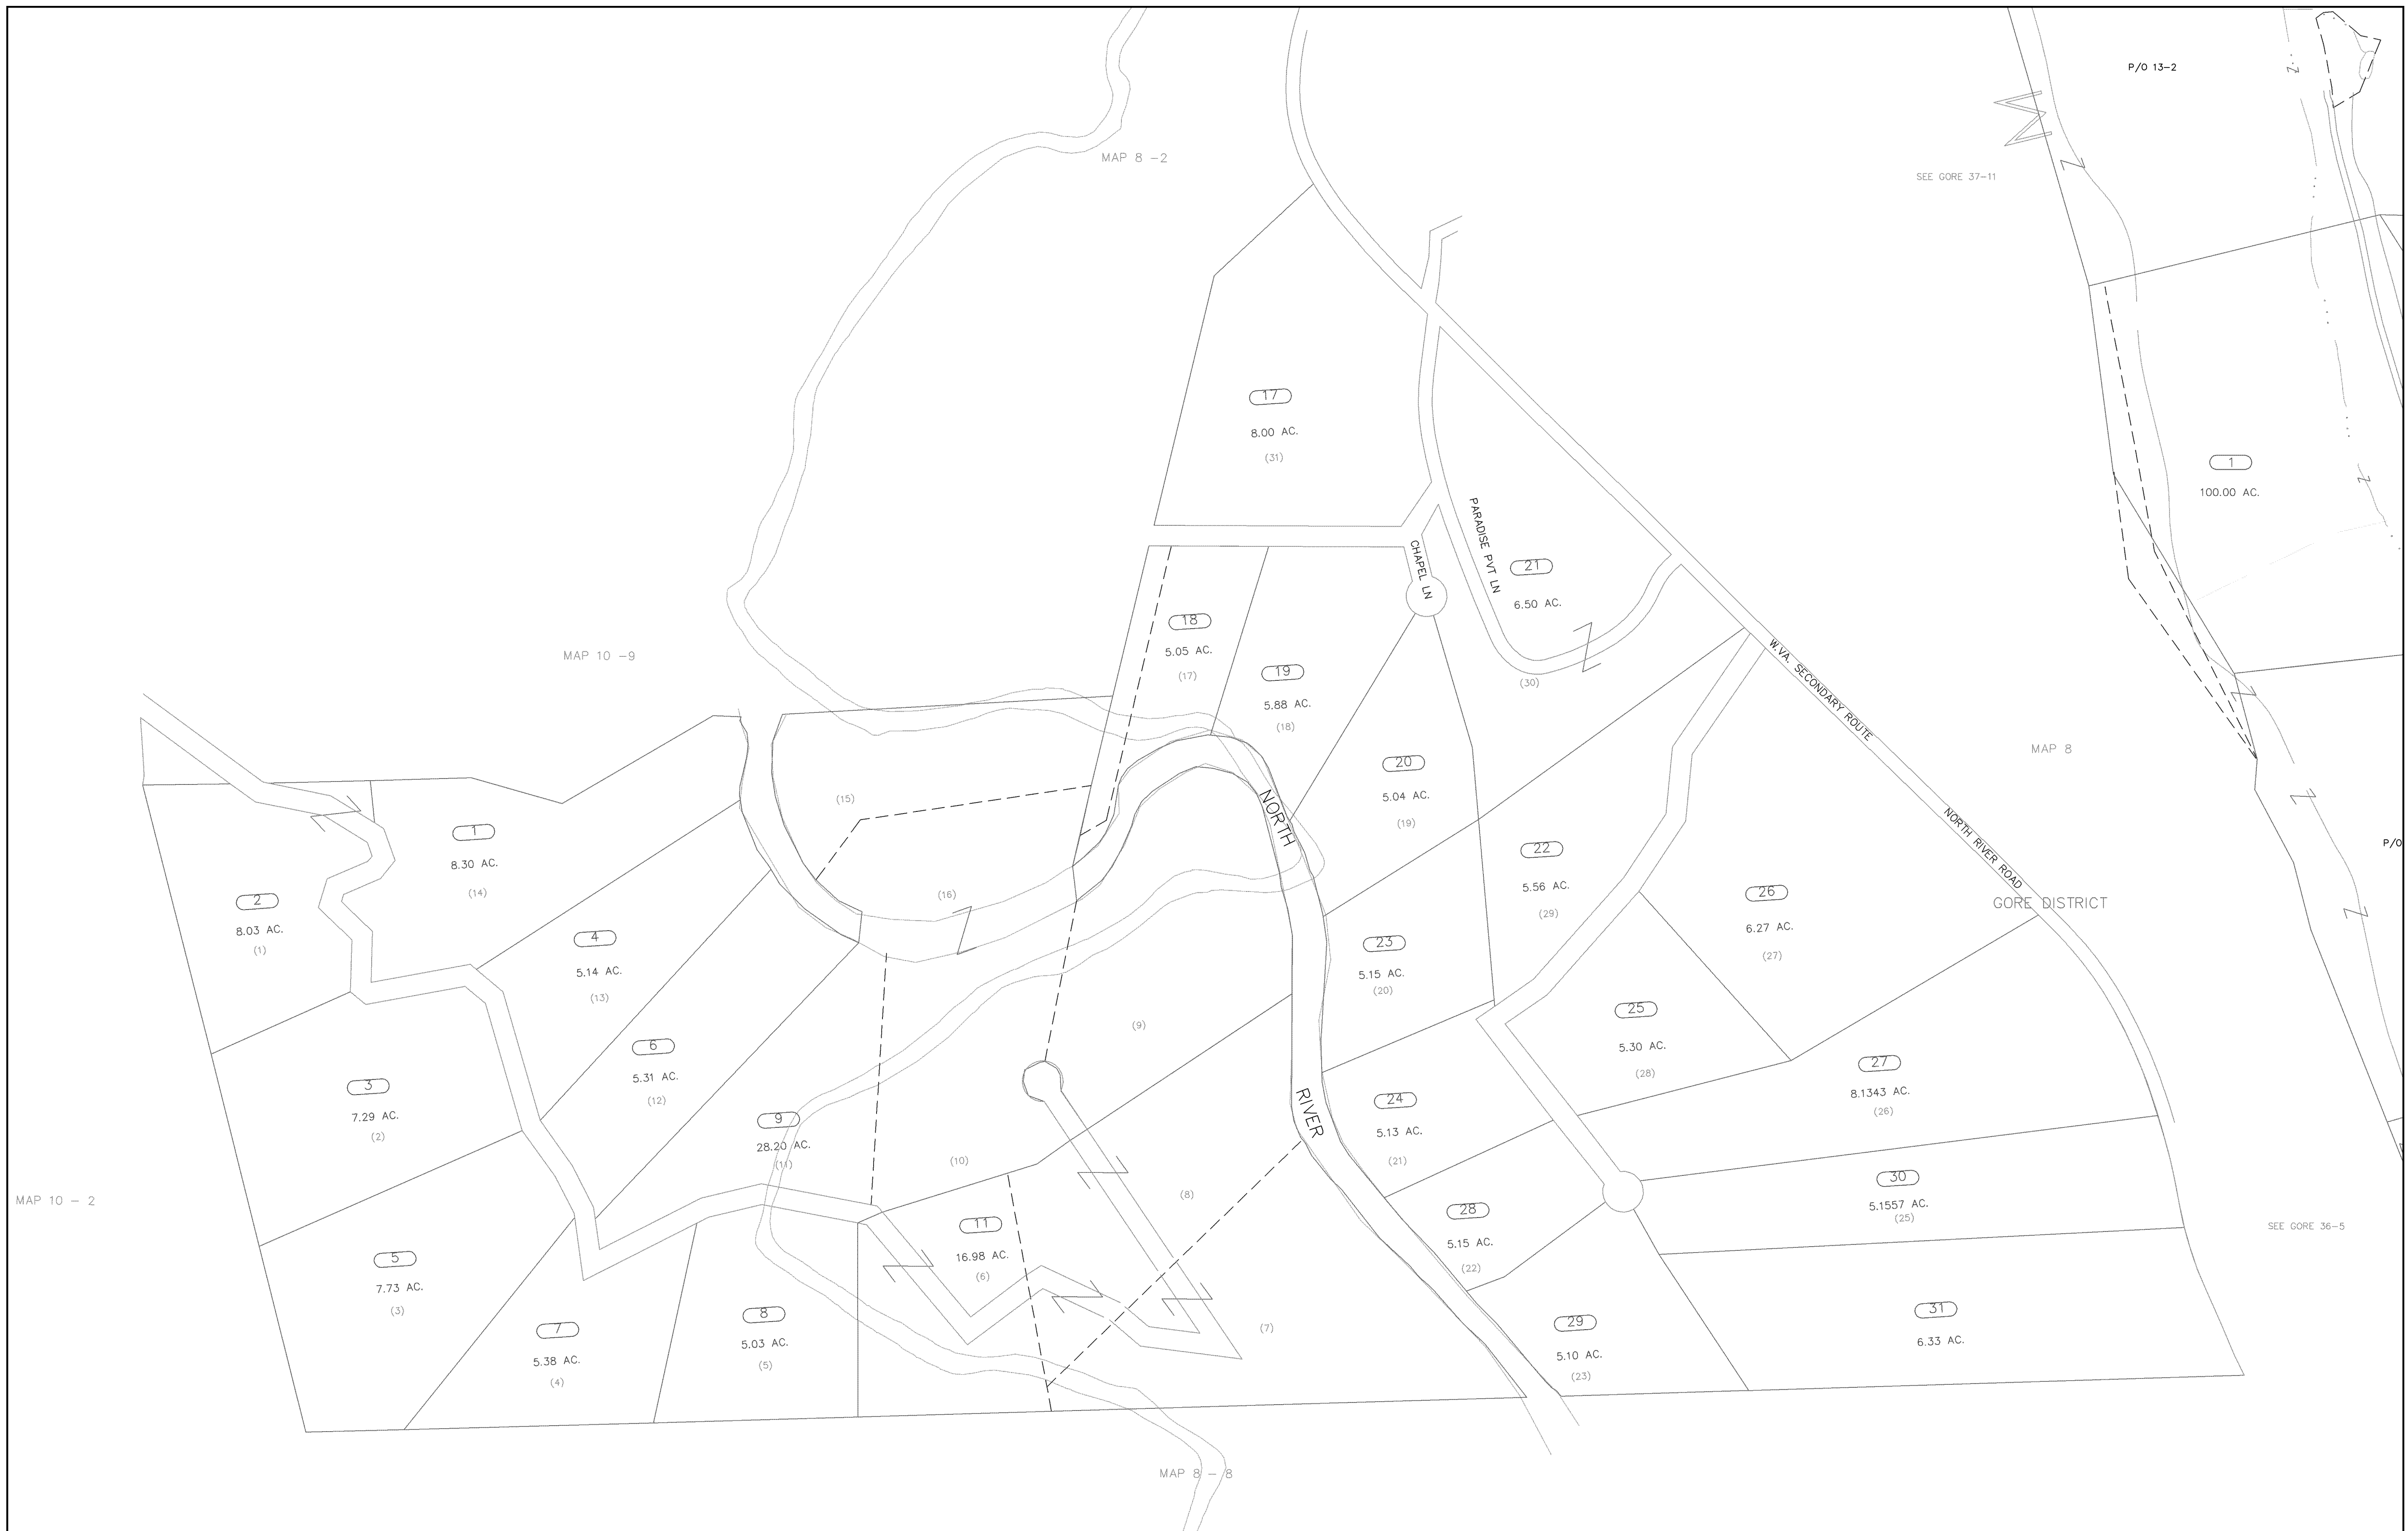 P/O 13-2
MAP 8 -2
SEE GORE 37-11
17
8.00 AC.
(31)
1
100.00 AC.
PARADISE PVT LN
CHAPEL LN
21
6.50 AC.
(30)
18
5.05 AC.
(17)
19
5.88 AC.
(18)
MAP 10 -9
W.VA. SECONDARY ROUTE
NORTH RIVER ROAD
MAP 8
GORE DISTRICT
P/O
20
5.04 AC.
(19)
NORTH
RIVER
(15)
(16)
1
8.30 AC.
(14)
2
8.03 AC.
(1)
4
5.14 AC.
(13)
22
5.56 AC.
(29)
26
6.27 AC.
(27)
23
5.15 AC.
(20)
25
5.30 AC.
(28)
6
5.31 AC.
(12)
(9)
3
7.29 AC.
(2)
27
8.1343 AC.
(26)
24
5.13 AC.
(21)
9
28.20 AC.
(11)
(10)
(8)
30
5.1557 AC.
(25)
MAP 10 - 2
SEE GORE 36-5
11
16.98 AC.
(6)
28
5.15 AC.
(22)
5
7.73 AC.
(3)
7
5.38 AC.
(4)
8
5.03 AC.
(5)
(7)
29
5.10 AC.
(23)
31
6.33 AC.
MAP 8 - 8